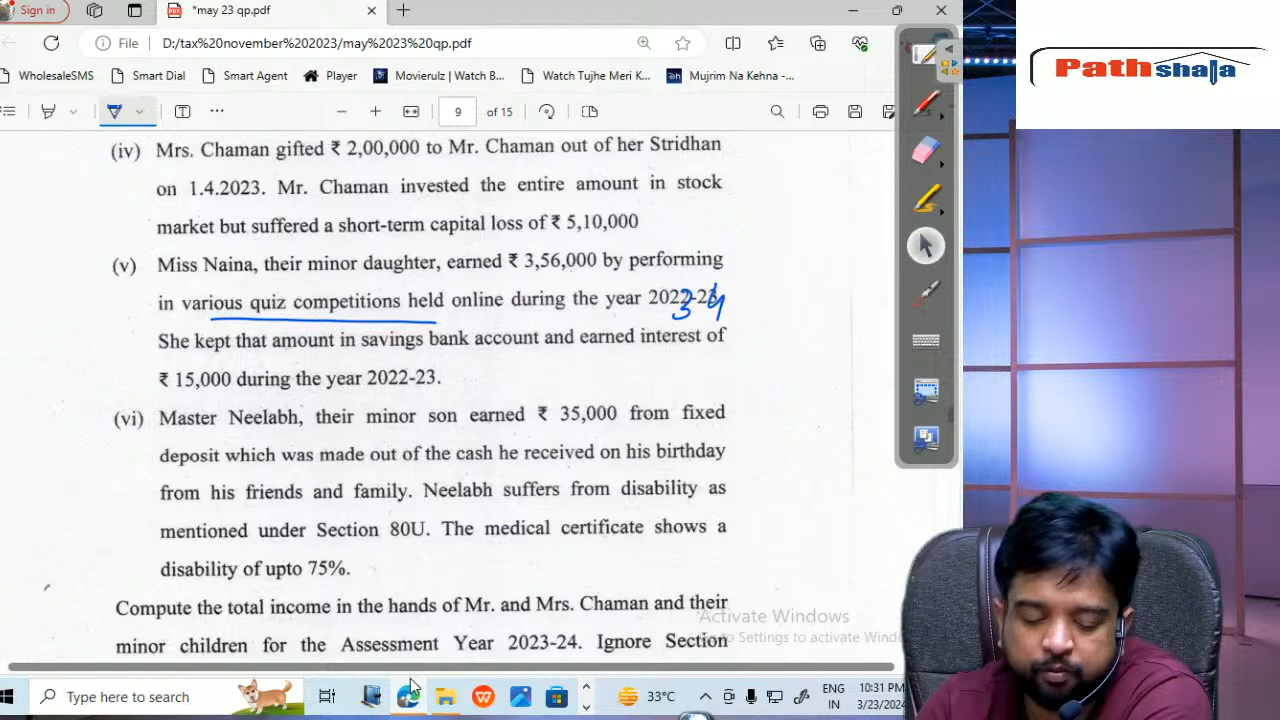 Sign in
*may 23 qp.pdf
File
D:/tax%20november%202023/may%2023%20qp.pdf
WholesaleSMS
Smart Dial
Smart Agent
Player
Movierulz | Watch B...
Watch Tujhe Meri K...
Mujrim Na Kehna -...
9 of 15
Path shala
(iv) Mrs. Chaman gifted ₹ 2,00,000 to Mr. Chaman out of her Stridhan
on 1.4.2023. Mr. Chaman invested the entire amount in stock
market but suffered a short-term capital loss of ₹ 5,10,000
(v) Miss Naina, their minor daughter, earned ₹ 3,56,000 by performing
in various quiz competitions held online during the year 2022-23.
3 4
She kept that amount in savings bank account and earned interest of
₹ 15,000 during the year 2022-23.
(vi) Master Neelabh, their minor son earned ₹ 35,000 from fixed
deposit which was made out of the cash he received on his birthday
from his friends and family. Neelabh suffers from disability as
mentioned under Section 80U. The medical certificate shows a
disability of upto 75%.
Compute the total income in the hands of Mr. and Mrs. Chaman and their
minor children for the Assessment Year 2023-24. Ignore Section
Activate Windows
Go to Settings to activate Wind
Type here to search
33°C
ENG
IN
10:31 PM
3/23/2024